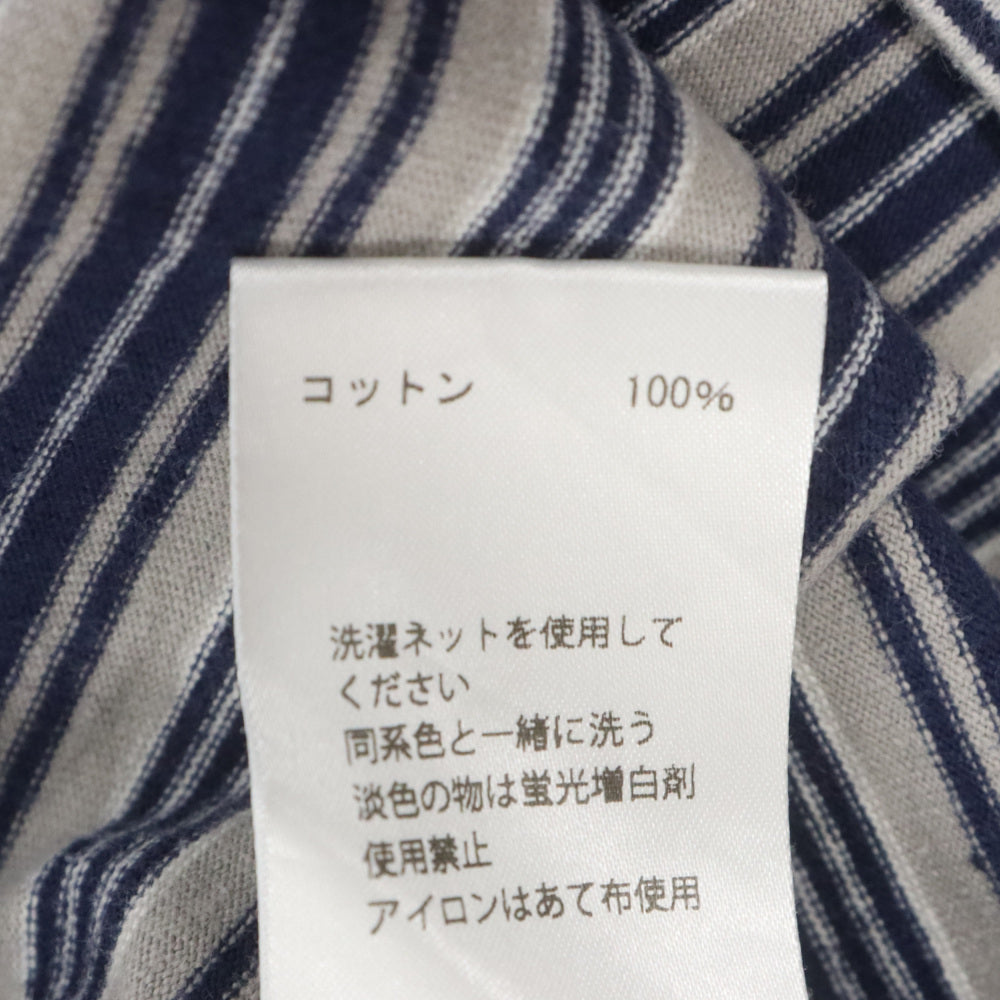 コットン 100%
洗濯ネットを使用して
ください
同系色と一緒に洗う
淡色の物は蛍光増白剤
使用禁止
アイロンはあて布使用